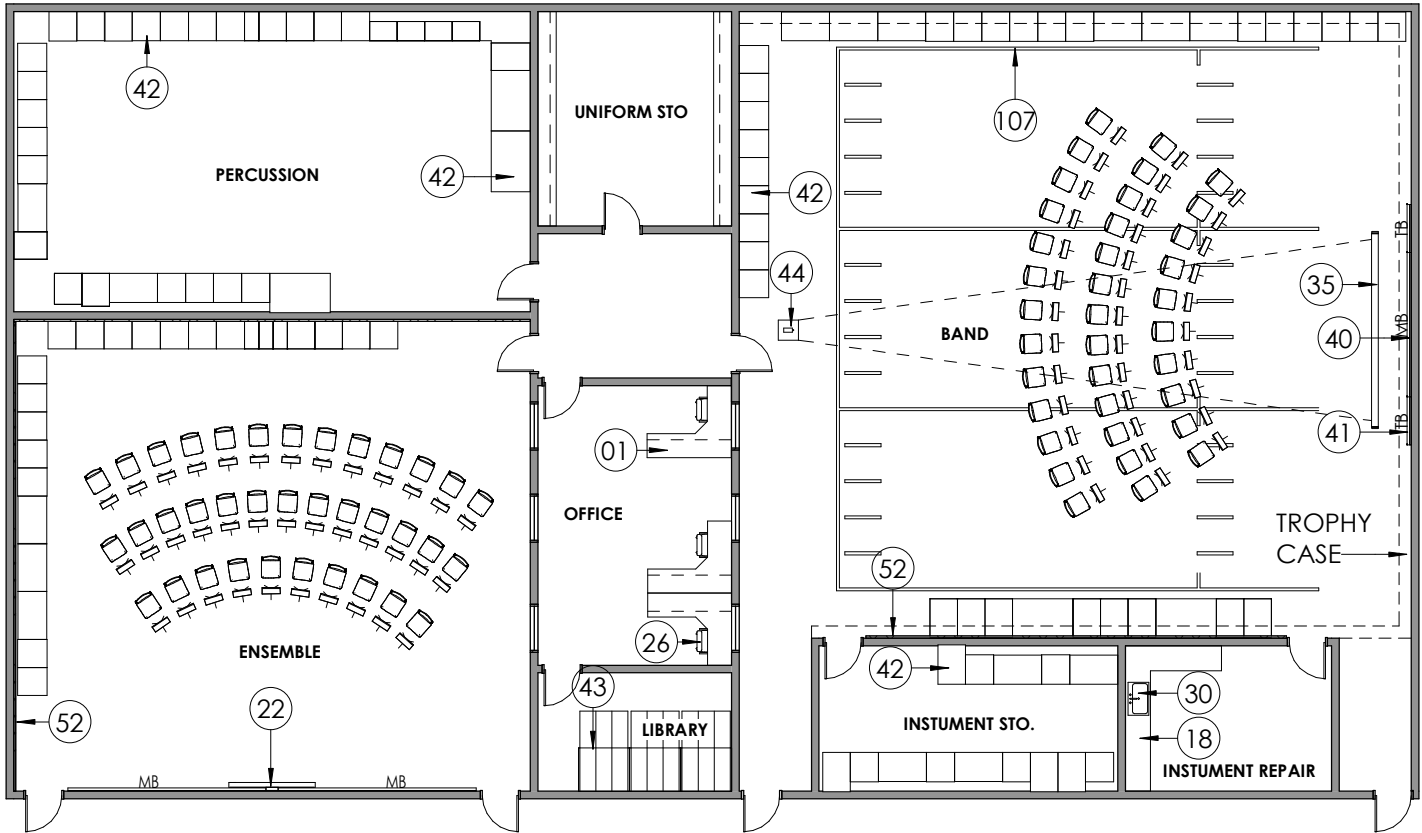 42
107
UNIFORM STO
PERCUSSION
42
42
TB
44
35
MB
BAND
40
TB
41
01
OFFICE
TROPHY
CASE
52
26
ENSEMBLE
42
43
30
22
52
LIBRARY
INSTUMENT STO.
18
INSTUMENT REPAIR
MB
MB